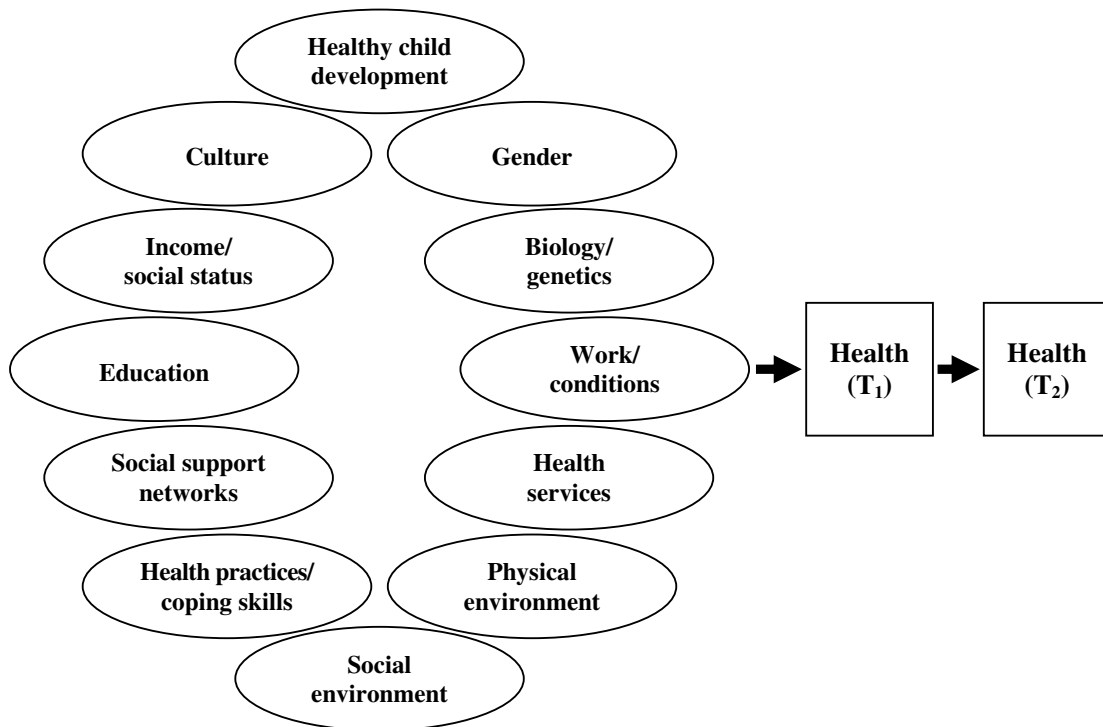 Healthy child
development
Culture
Gender
Income/
social status
Biology/
genetics
Education
Work/
conditions
Health
(T₁)
Health
(T₂)
Social support
networks
Health
services
Health practices/
coping skills
Physical
environment
Social
environment